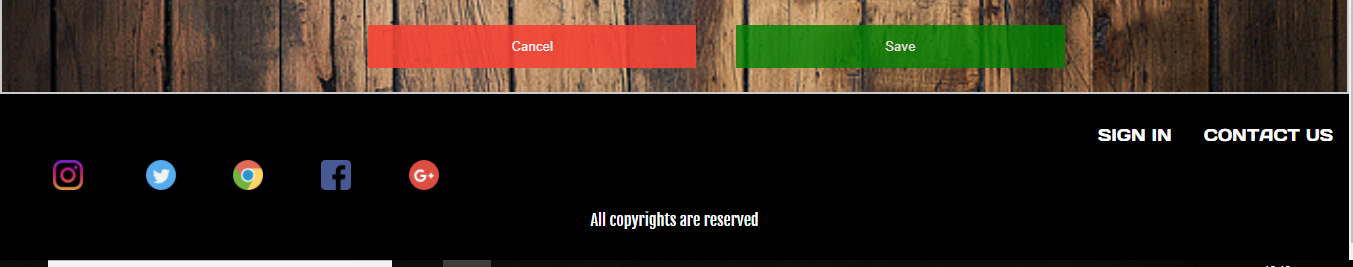 Cancel Save
SIGN IN CONTACT US
All copyrights are reserved